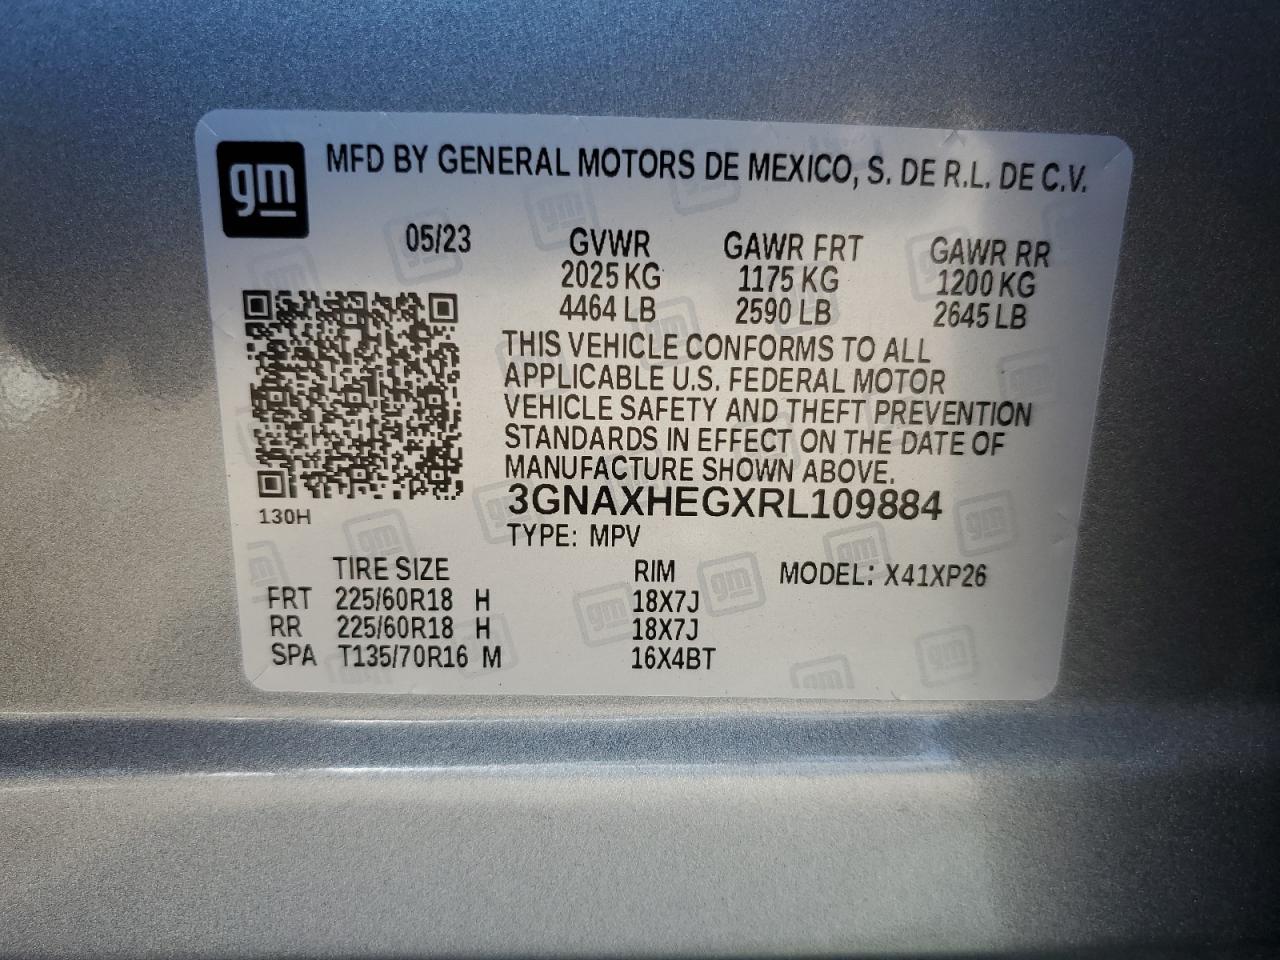 gm
MFD BY GENERAL MOTORS DE MEXICO, S. DE R.L. DE C.V.
05/23 GVWR GAWR FRT GAWR RR
2025 KG 1175 KG 1200 KG
4464 LB 2590 LB 2645 LB
THIS VEHICLE CONFORMS TO ALL
APPLICABLE U.S. FEDERAL MOTOR
VEHICLE SAFETY AND THEFT PREVENTION
STANDARDS IN EFFECT ON THE DATE OF
MANUFACTURE SHOWN ABOVE.
3GNAXHEGXRL109884
130H
TYPE: MPV
TIRE SIZE RIM MODEL: X41XP26
FRT 225/60R18 H 18X7J
RR 225/60R18 H 18X7J
SPA T135/70R16 M 16X4BT